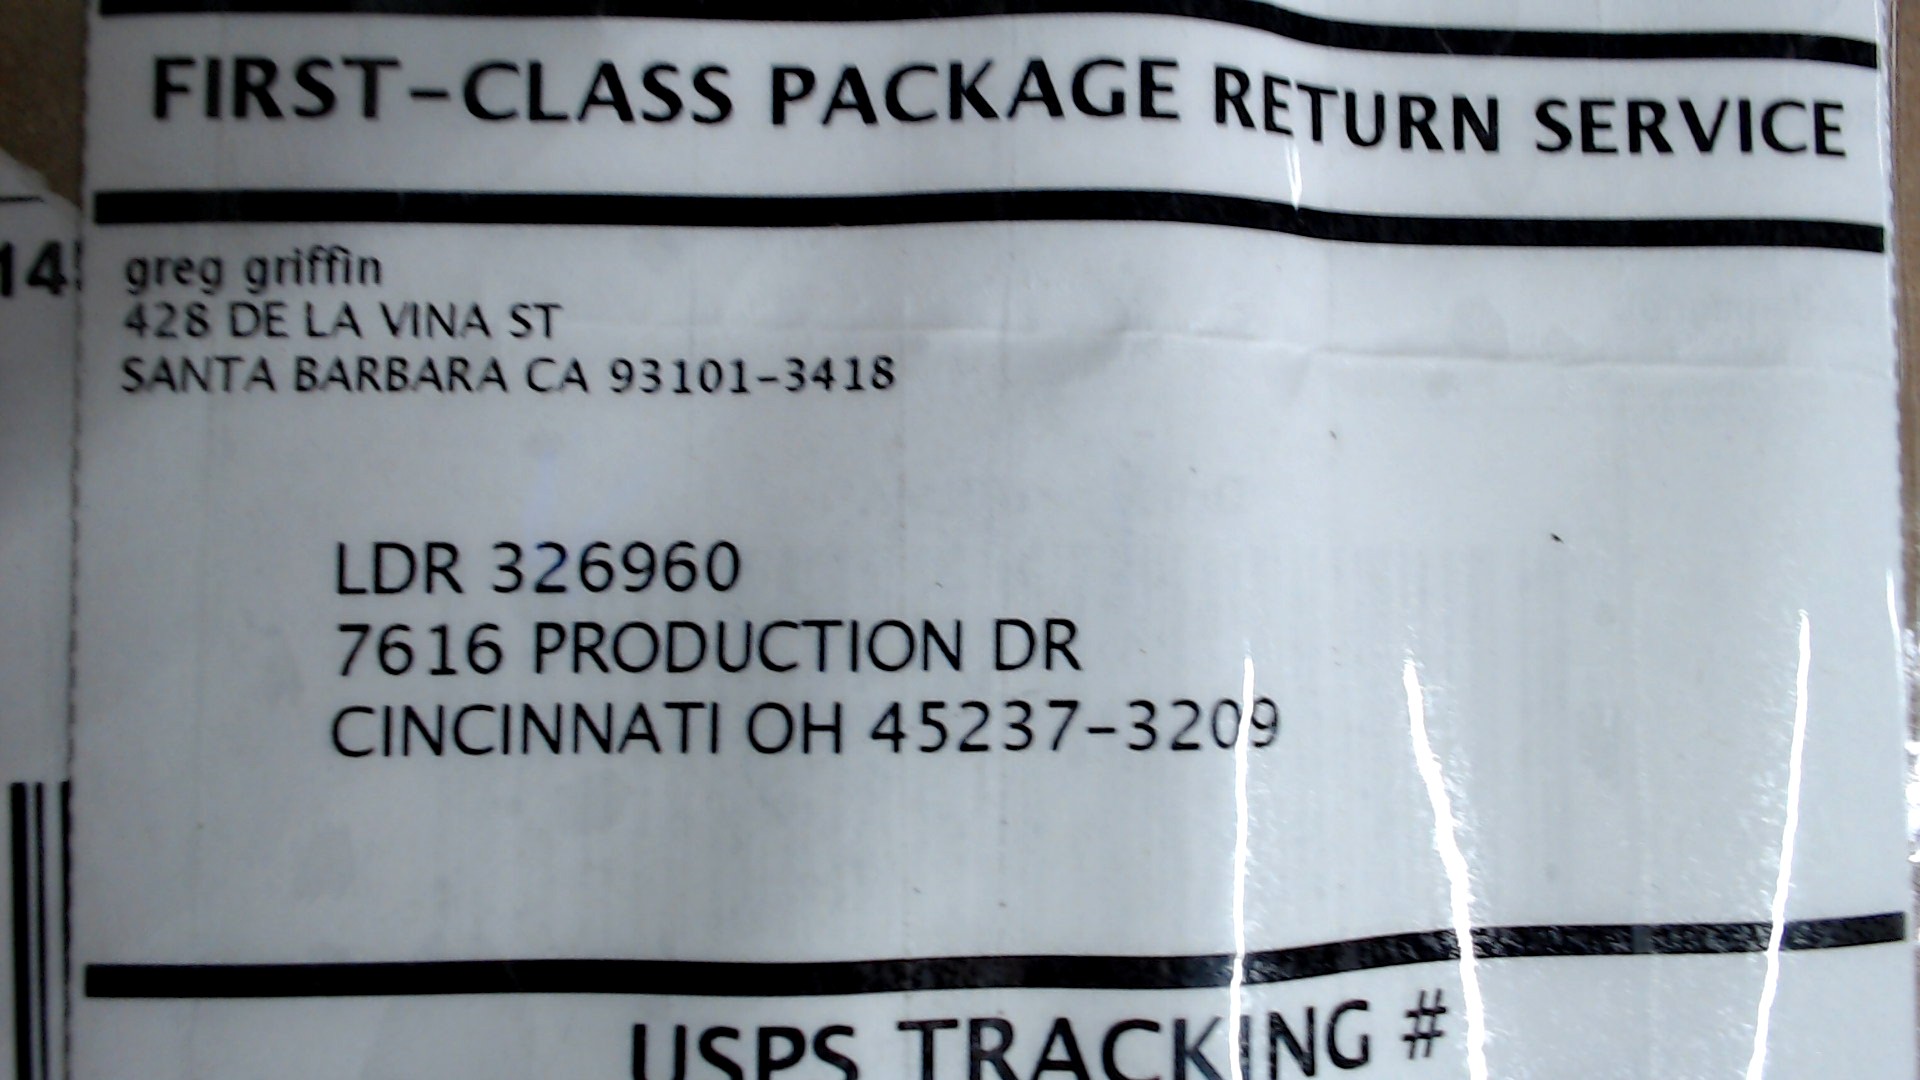 FIRST-CLASS PACKAGE RETURN SERVICE
14
greg griffin
428 DE LA VINA ST
SANTA BARBARA CA 93101-3418
LDR 326960
7616 PRODUCTION DR
CINCINNATI OH 45237-3209
USPS TRACKING #